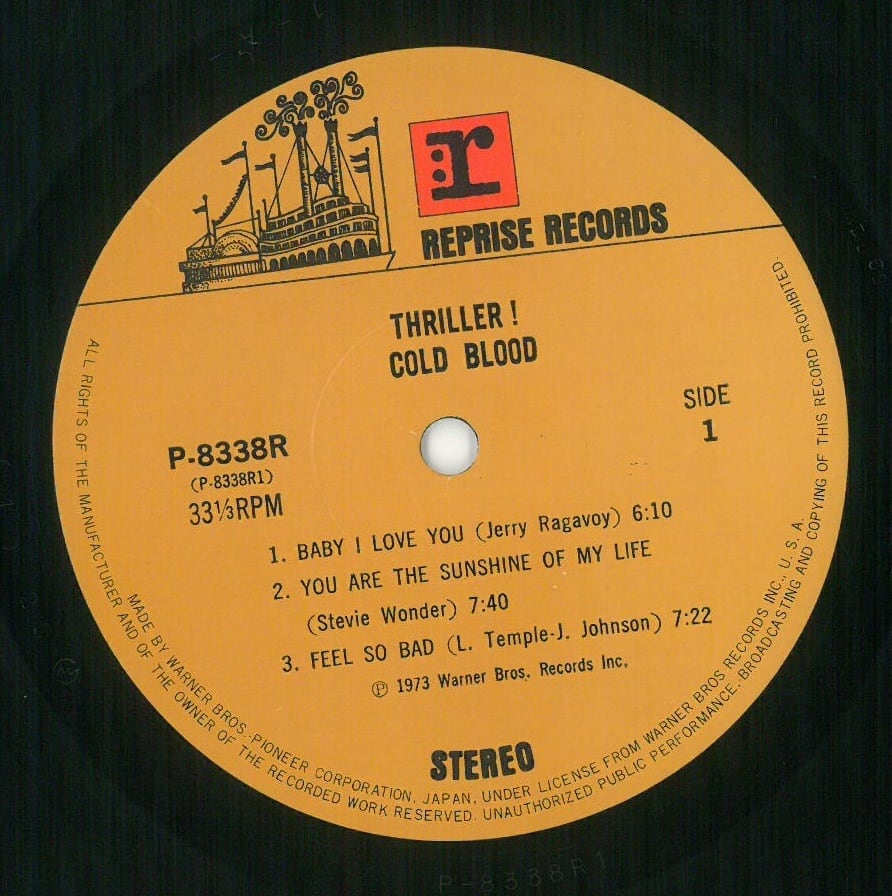 r
REPRISE RECORDS
THRILLER !
COLD BLOOD
P-8338R
(P-8338R1)
33⅓RPM
SIDE
1
1. BABY I LOVE YOU (Jerry Ragavoy) 6:10
2. YOU ARE THE SUNSHINE OF MY LIFE
(Stevie Wonder) 7:40
3. FEEL SO BAD (L. Temple-J. Johnson) 7:22
Ⓟ 1973 Warner Bros. Records Inc.
STEREO
MADE BY WARNER BROS.-PIONEER CORPORATION, JAPAN, UNDER LICENSE FROM WARNER BROS RECORDS INC., U. S. A.
ALL RIGHTS OF THE MANUFACTURER AND OF THE OWNER OF THE RECORDED WORK RESERVED. UNAUTHORIZED PUBLIC PERFORMANCE. BROADCASTING AND COPYING OF THIS RECORD PROHIBITED.
P-8338R1